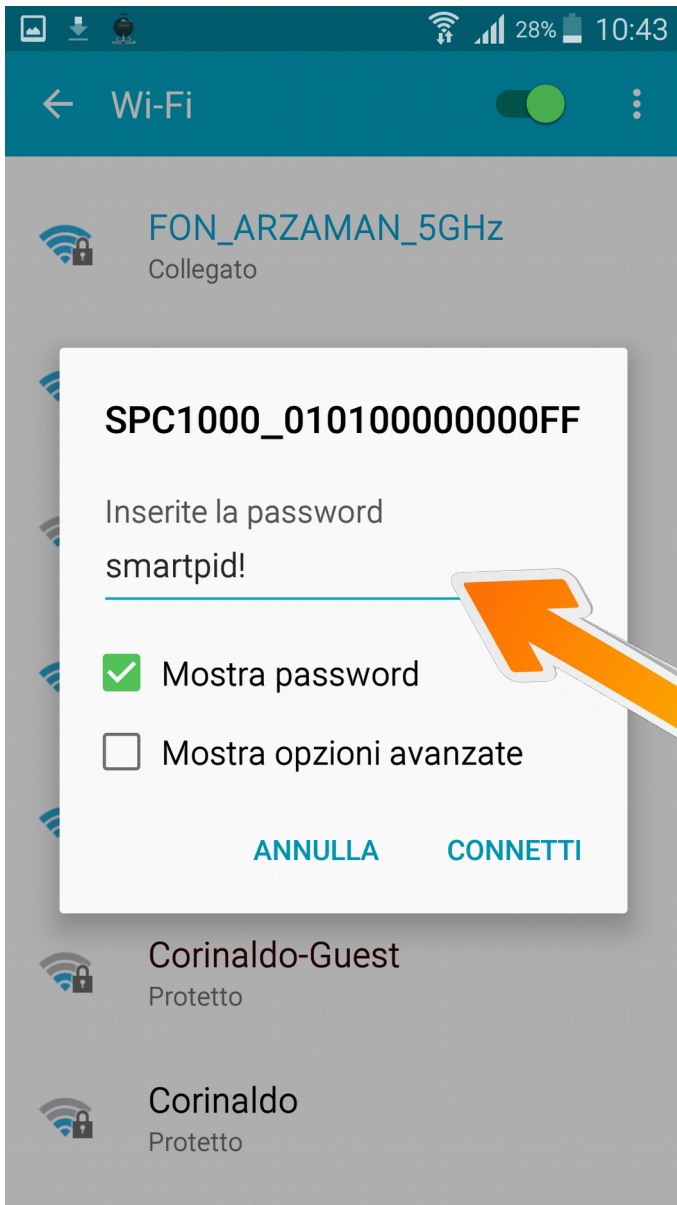 28% 10:43
Wi-Fi
FON_ARZAMAN_5GHz
Collegato
SPC1000_010100000000FF
Inserite la password
smartpid!
Mostra password
Mostra opzioni avanzate
ANNULLA CONNETTI
Corinaldo-Guest
Protetto
Corinaldo
Protetto